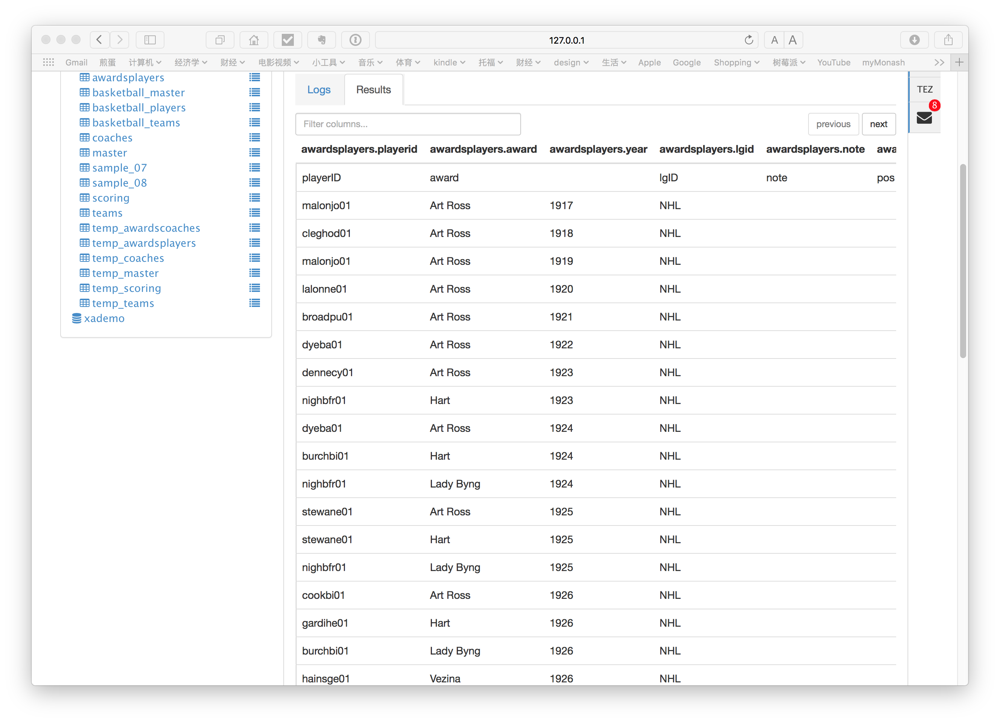 127.0.0.1
A A
Gmail 煎蛋 计算机 经济学 财经 电影视频 小工具 音乐 体育 kindle 托福 财经 design 生活 Apple Google Shopping 树莓派 YouTube myMonash
awardsplayers
basketball_master
basketball_players
basketball_teams
coaches
master
sample_07
sample_08
scoring
teams
temp_awardscoaches
temp_awardsplayers
temp_coaches
temp_master
temp_scoring
temp_teams
xademo
Logs Results
Filter columns...
previous next
awardsplayers.playerid awardsplayers.award awardsplayers.year awardsplayers.lgid awardsplayers.note awa
playerID award lgID note pos
malonjo01 Art Ross 1917 NHL
cleghod01 Art Ross 1918 NHL
malonjo01 Art Ross 1919 NHL
lalonne01 Art Ross 1920 NHL
broadpu01 Art Ross 1921 NHL
dyeba01 Art Ross 1922 NHL
dennecy01 Art Ross 1923 NHL
nighbfr01 Hart 1923 NHL
dyeba01 Art Ross 1924 NHL
burchbi01 Hart 1924 NHL
nighbfr01 Lady Byng 1924 NHL
stewane01 Art Ross 1925 NHL
stewane01 Hart 1925 NHL
nighbfr01 Lady Byng 1925 NHL
cookbi01 Art Ross 1926 NHL
gardihe01 Hart 1926 NHL
burchbi01 Lady Byng 1926 NHL
hainsge01 Vezina 1926 NHL
TEZ
8